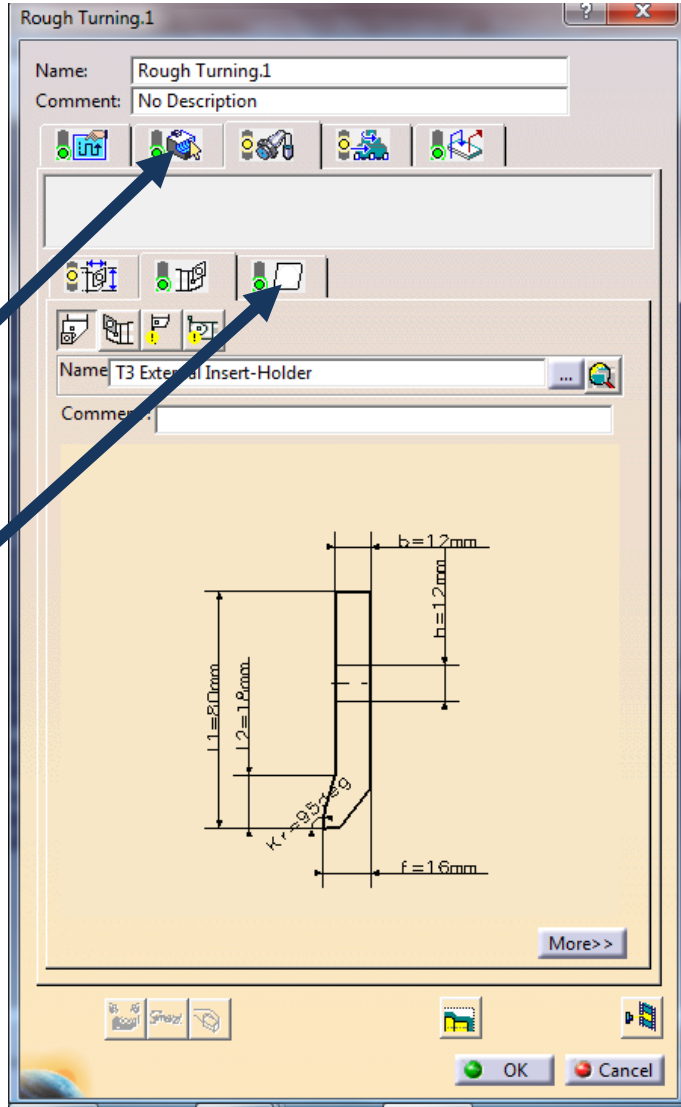 Rough Turning.1
Name: Rough Turning.1
Comment: No Description
Name T3 External Insert-Holder ...
Comment:
b=12mm
h=12mm
l1=80mm
l2=18mm
Kr=95deg
f=16mm
More>>
Smooz
OK Cancel